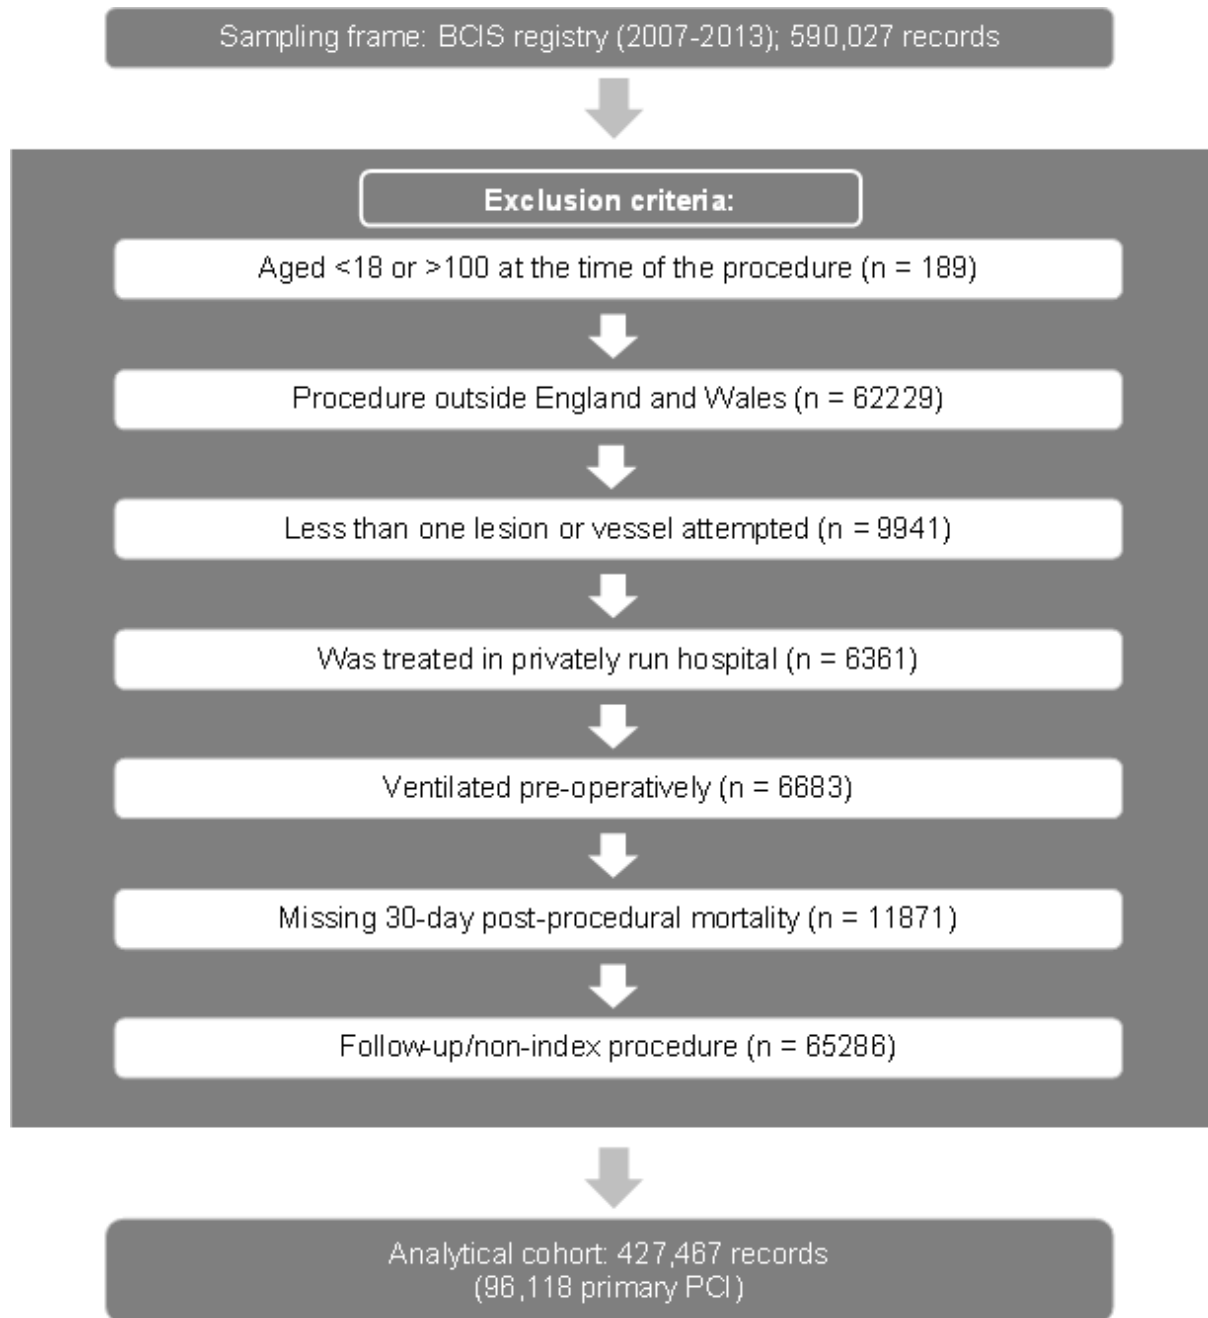 Sampling frame: BCIS registry (2007-2013); 590,027 records
Exclusion criteria:
Aged <18 or >100 at the time of the procedure (n = 189)
Procedure outside England and Wales (n = 62229)
Less than one lesion or vessel attempted (n = 9941)
Was treated in privately run hospital (n = 6361)
Ventilated pre-operatively (n = 6683)
Missing 30-day post-procedural mortality (n = 11871)
Follow-up/non-index procedure (n = 65286)
Analytical cohort: 427,467 records
(96,118 primary PCI)